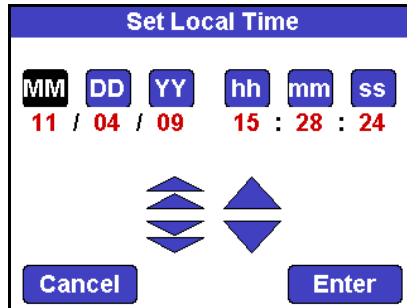 Set Local Time
MM DD YY hh mm ss
11 / 04 / 09 15 : 28 : 24
Cancel Enter